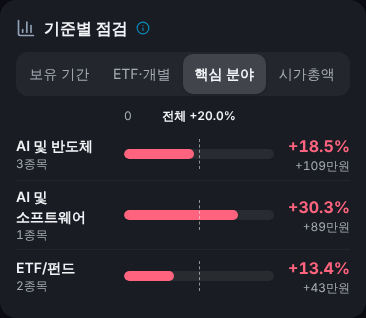 기준별 점검
보유 기간 ETF·개별 핵심 분야 시가총액
0 전체 +20.0%
AI 및 반도체 +18.5%
3종목 +109만원
AI 및
소프트웨어 +30.3%
1종목 +89만원
ETF/펀드 +13.4%
2종목 +43만원